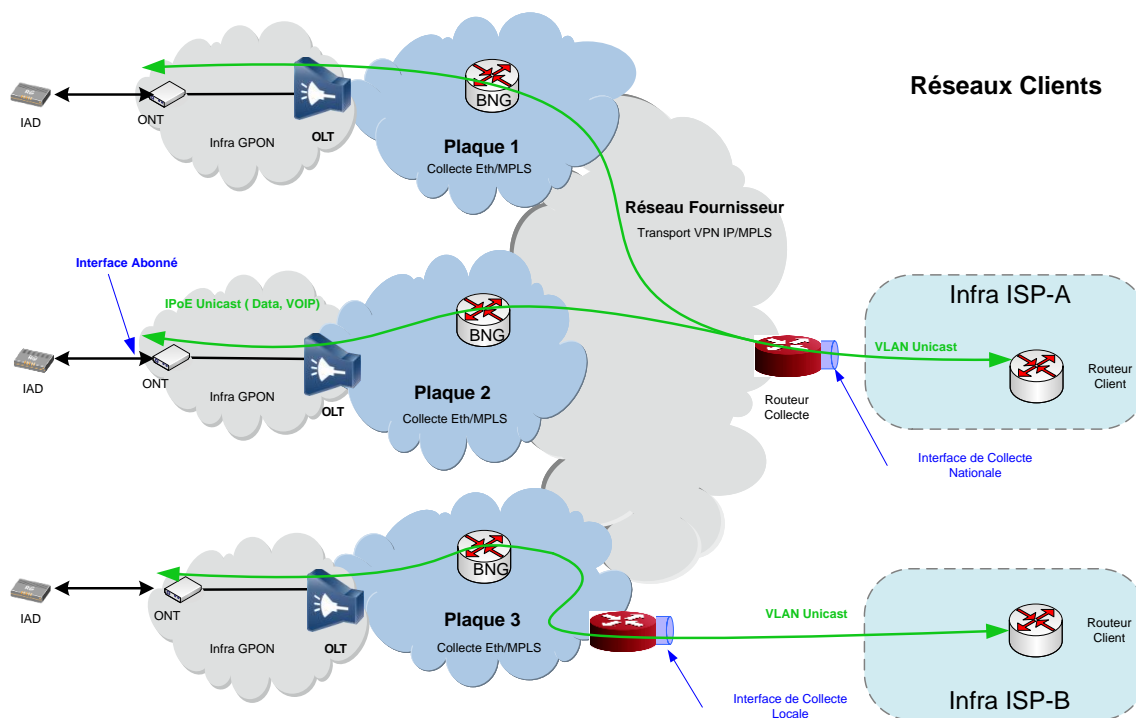 Réseaux Clients
BNG
IAD
ONT
OLT
Infra GPON
Plaque 1
Collecte Eth/MPLS
Réseau Fournisseur
Transport VPN IP/MPLS
Interface Abonné
IPoE Unicast ( Data, VOIP)
BNG
IAD
ONT
OLT
Infra GPON
Plaque 2
Collecte Eth/MPLS
Infra ISP-A
VLAN Unicast
Routeur
Client
Routeur
Collecte
Interface de Collecte
Nationale
BNG
IAD
ONT
OLT
Infra GPON
Plaque 3
Collecte Eth/MPLS
VLAN Unicast
Routeur
Client
Interface de Collecte
Locale
Infra ISP-B